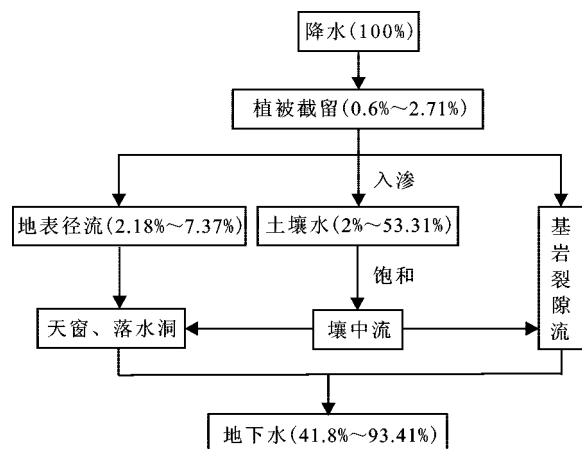 降水(100%)
植被截留(0.6%～2.71%)
入渗
地表径流(2.18%～7.37%)
土壤水(2%～53.31%)
基岩裂隙流
饱和
天窗、落水洞
壤中流
地下水(41.8%～93.41%)